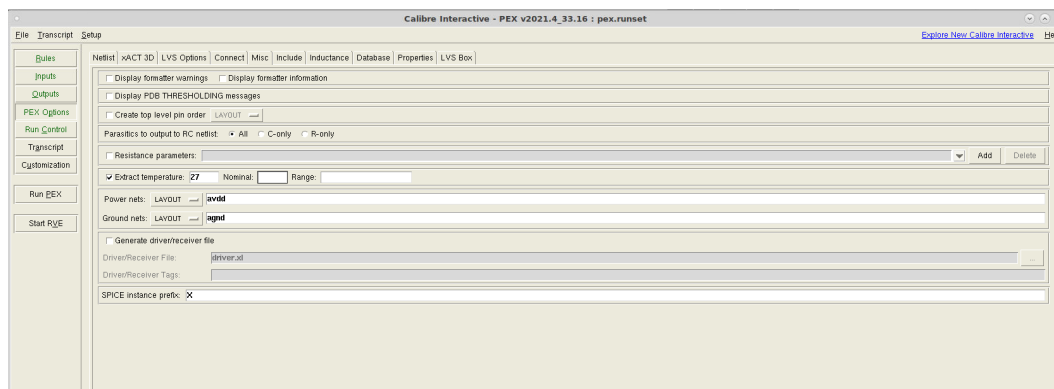 Calibre Interactive - PEX v2021.4_33.16 : pex.runset
File Transcript Setup Explore New Calibre Interactive He
Rules
Inputs
Outputs
PEX Options
Run Control
Transcript
Customization
Run PEX
Start RVE
Netlist xACT 3D LVS Options Connect Misc Include Inductance Database Properties LVS Box
Display formatter warnings Display formatter information
Display PDB THRESHOLDING messages
Create top level pin order LAYOUT
Parasitics to output to RC netlist: All C-only R-only
Resistance parameters: Add Delete
Extract temperature: 27 Nominal: Range:
Power nets: LAYOUT avdd
Ground nets: LAYOUT agnd
Generate driver/receiver file
Driver/Receiver File: driver.xl ...
Driver/Receiver Tags:
SPICE instance prefix: X